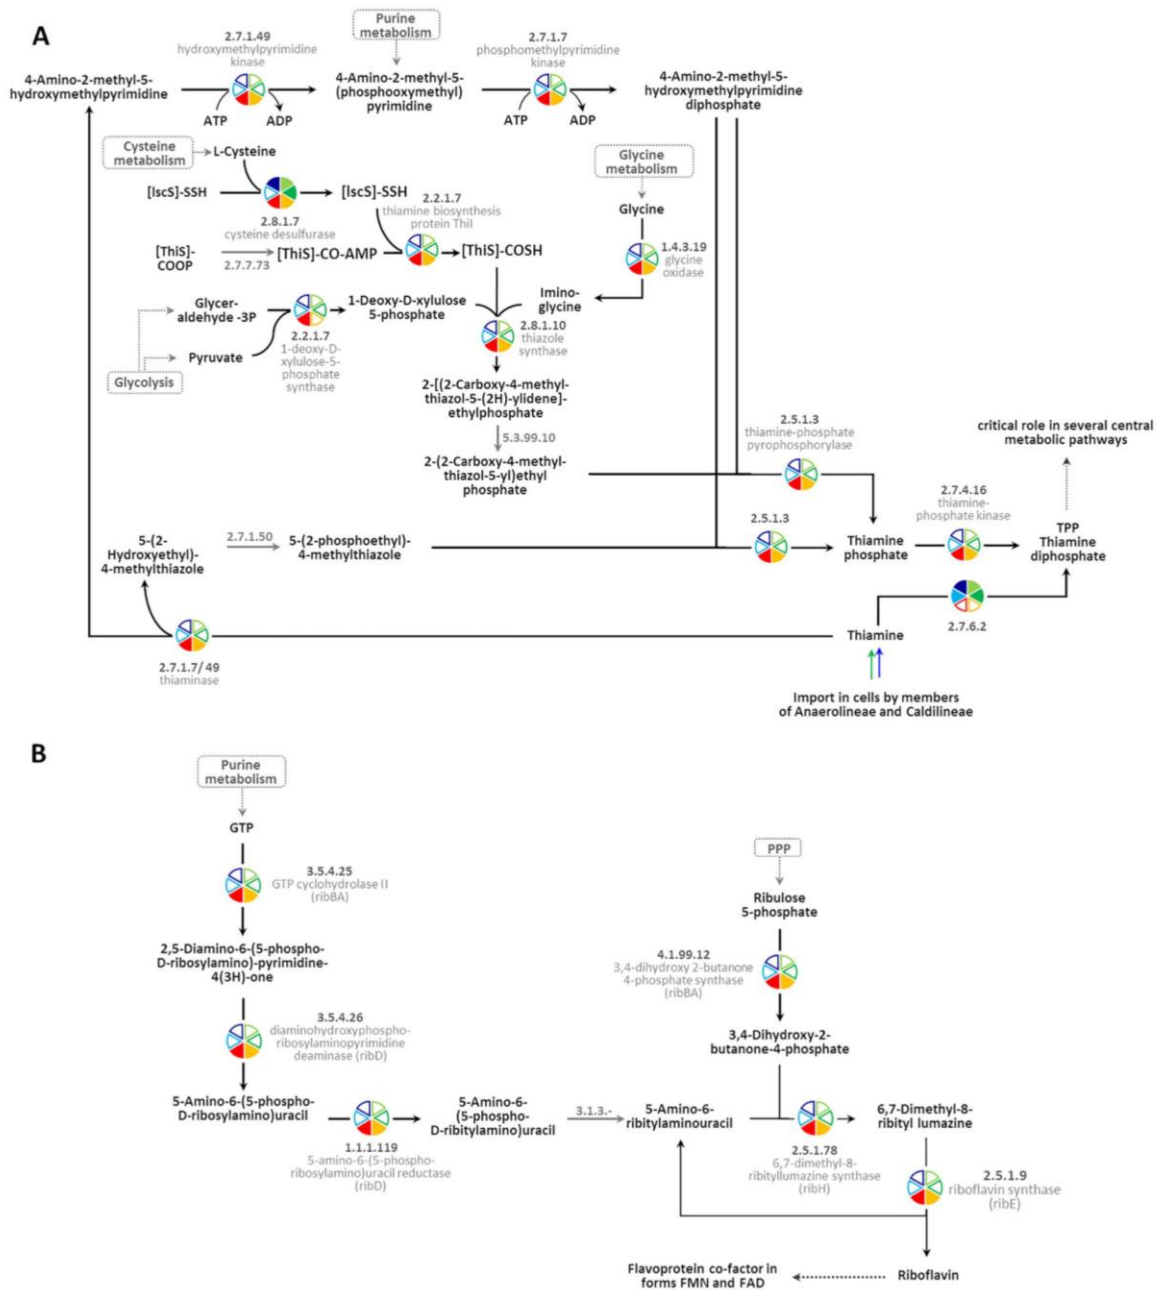 A
2.7.1.49
hydroxymethylpyrimidine
kinase
Purine
metabolism
2.7.1.7
phosphomethylpyrimidine
kinase
4-Amino-2-methyl-5-
hydroxymethylpyrimidine
ATP
ADP
4-Amino-2-methyl-5-
(phosphooxymethyl)
pyrimidine
ATP
ADP
4-Amino-2-methyl-5-
hydroxymethylpyrimidine
diphosphate
Cysteine
metabolism
L-Cysteine
[IscS]-SSH
[IscS]-SSH
2.8.1.7
cysteine desulfurase
2.2.1.7
thiamine biosynthesis
protein ThiI
Glycine
metabolism
Glycine
1.4.3.19
glycine
oxidase
[ThiS]-
COOP
2.7.7.73
[ThiS]-CO-AMP
[ThiS]-COSH
Imino-
glycine
Glycer-
aldehyde -3P
Pyruvate
Glycolysis
2.2.1.7
1-deoxy-D-
xylulose-5-
phosphate
synthase
1-Deoxy-D-xylulose
5-phosphate
2.8.1.10
thiazole
synthase
2-[(2-Carboxy-4-methyl-
thiazol-5-(2H)-ylidene]-
ethylphosphate
5.3.99.10
2-(2-Carboxy-4-methyl-
thiazol-5-yl)ethyl
phosphate
2.5.1.3
thiamine-phosphate
pyrophosphorylase
critical role in several central
metabolic pathways
2.7.4.16
thiamine-
phosphate kinase
5-(2-
Hydroxyethyl)-
4-methylthiazole
2.7.1.50
5-(2-phosphoethyl)-
4-methylthiazole
2.5.1.3
Thiamine
phosphate
TPP
Thiamine
diphosphate
2.7.6.2
Thiamine
2.7.1.7/ 49
thiaminase
Import in cells by members
of Anaerolineae and Caldilineae
B
Purine
metabolism
GTP
3.5.4.25
GTP cyclohydrolase II
(ribBA)
2,5-Diamino-6-(5-phospho-
D-ribosylamino)-pyrimidine-
4(3H)-one
3.5.4.26
diaminohydroxyphospho-
ribosylaminopyrimidine
deaminase (ribD)
5-Amino-6-(5-phospho-
D-ribosylamino)uracil
1.1.1.119
5-amino-6-(5-phospho-
ribosylamino)uracil reductase
(ribD)
5-Amino-6-
(5-phospho-
D-ribitylamino)uracil
3.1.3.-
PPP
Ribulose
5-phosphate
4.1.99.12
3,4-dihydroxy 2-butanone
4-phosphate synthase
(ribBA)
3,4-Dihydroxy-2-
butanone-4-phosphate
5-Amino-6-
ribitylaminouracil
2.5.1.78
6,7-dimethyl-8-
ribityllumazine synthase
(ribH)
6,7-Dimethyl-8-
ribityl lumazine
2.5.1.9
riboflavin synthase
(ribE)
Flavoprotein co-factor in
forms FMN and FAD
Riboflavin